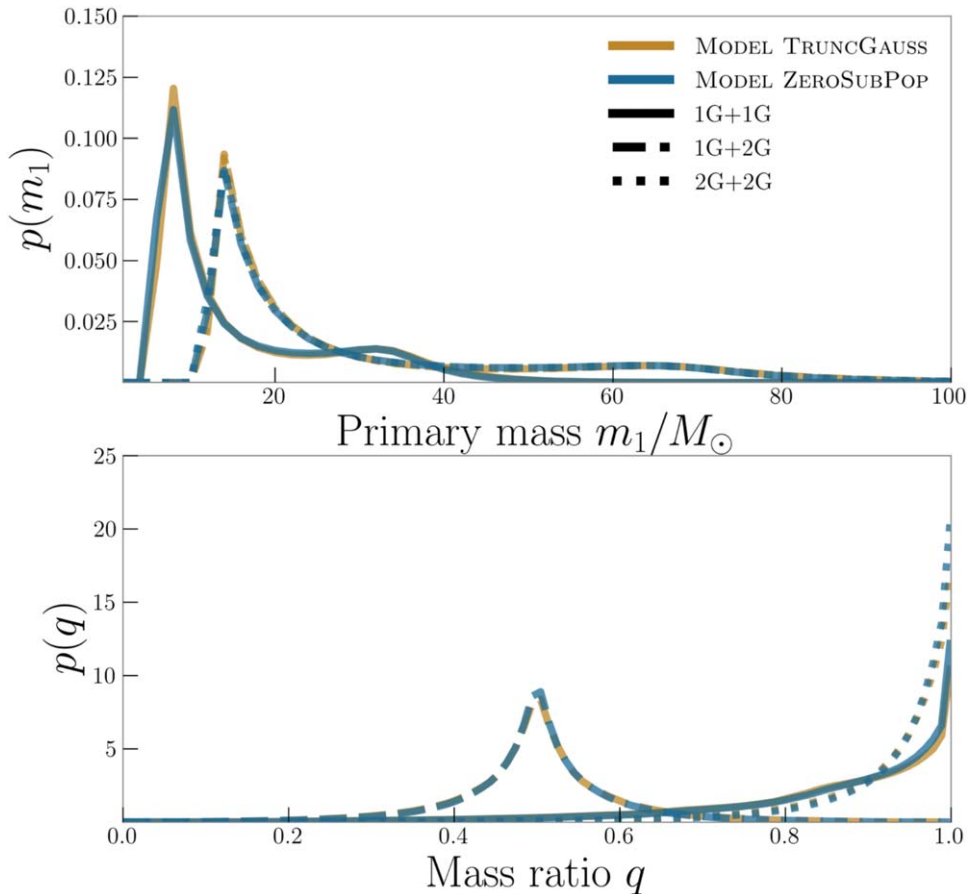 0.150
0.125
0.100
0.075
0.050
0.025
p(m₁)
MODEL TRUNCGAUSS
MODEL ZEROSUBPOP
1G+1G
1G+2G
2G+2G
20 40 60 80 100
Primary mass m₁/M⊙
25
20
15
10
5
p(q)
0.0 0.2 0.4 0.6 0.8 1.0
Mass ratio q